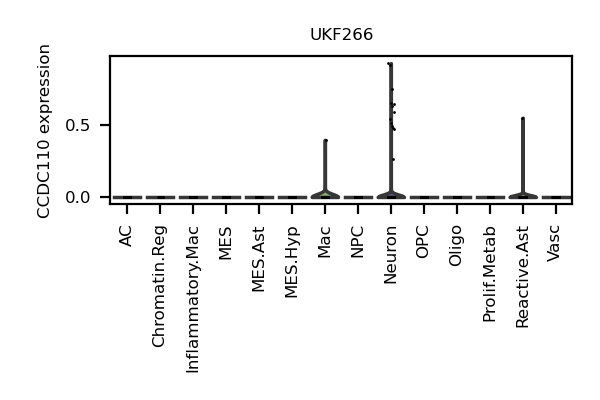 UKF266
CCDC110 expression
0.5
0.0
AC
Chromatin.Reg
Inflammatory.Mac
MES
MES.Ast
MES.Hyp
Mac
NPC
Neuron
OPC
Oligo
Prolif.Metab
Reactive.Ast
Vasc